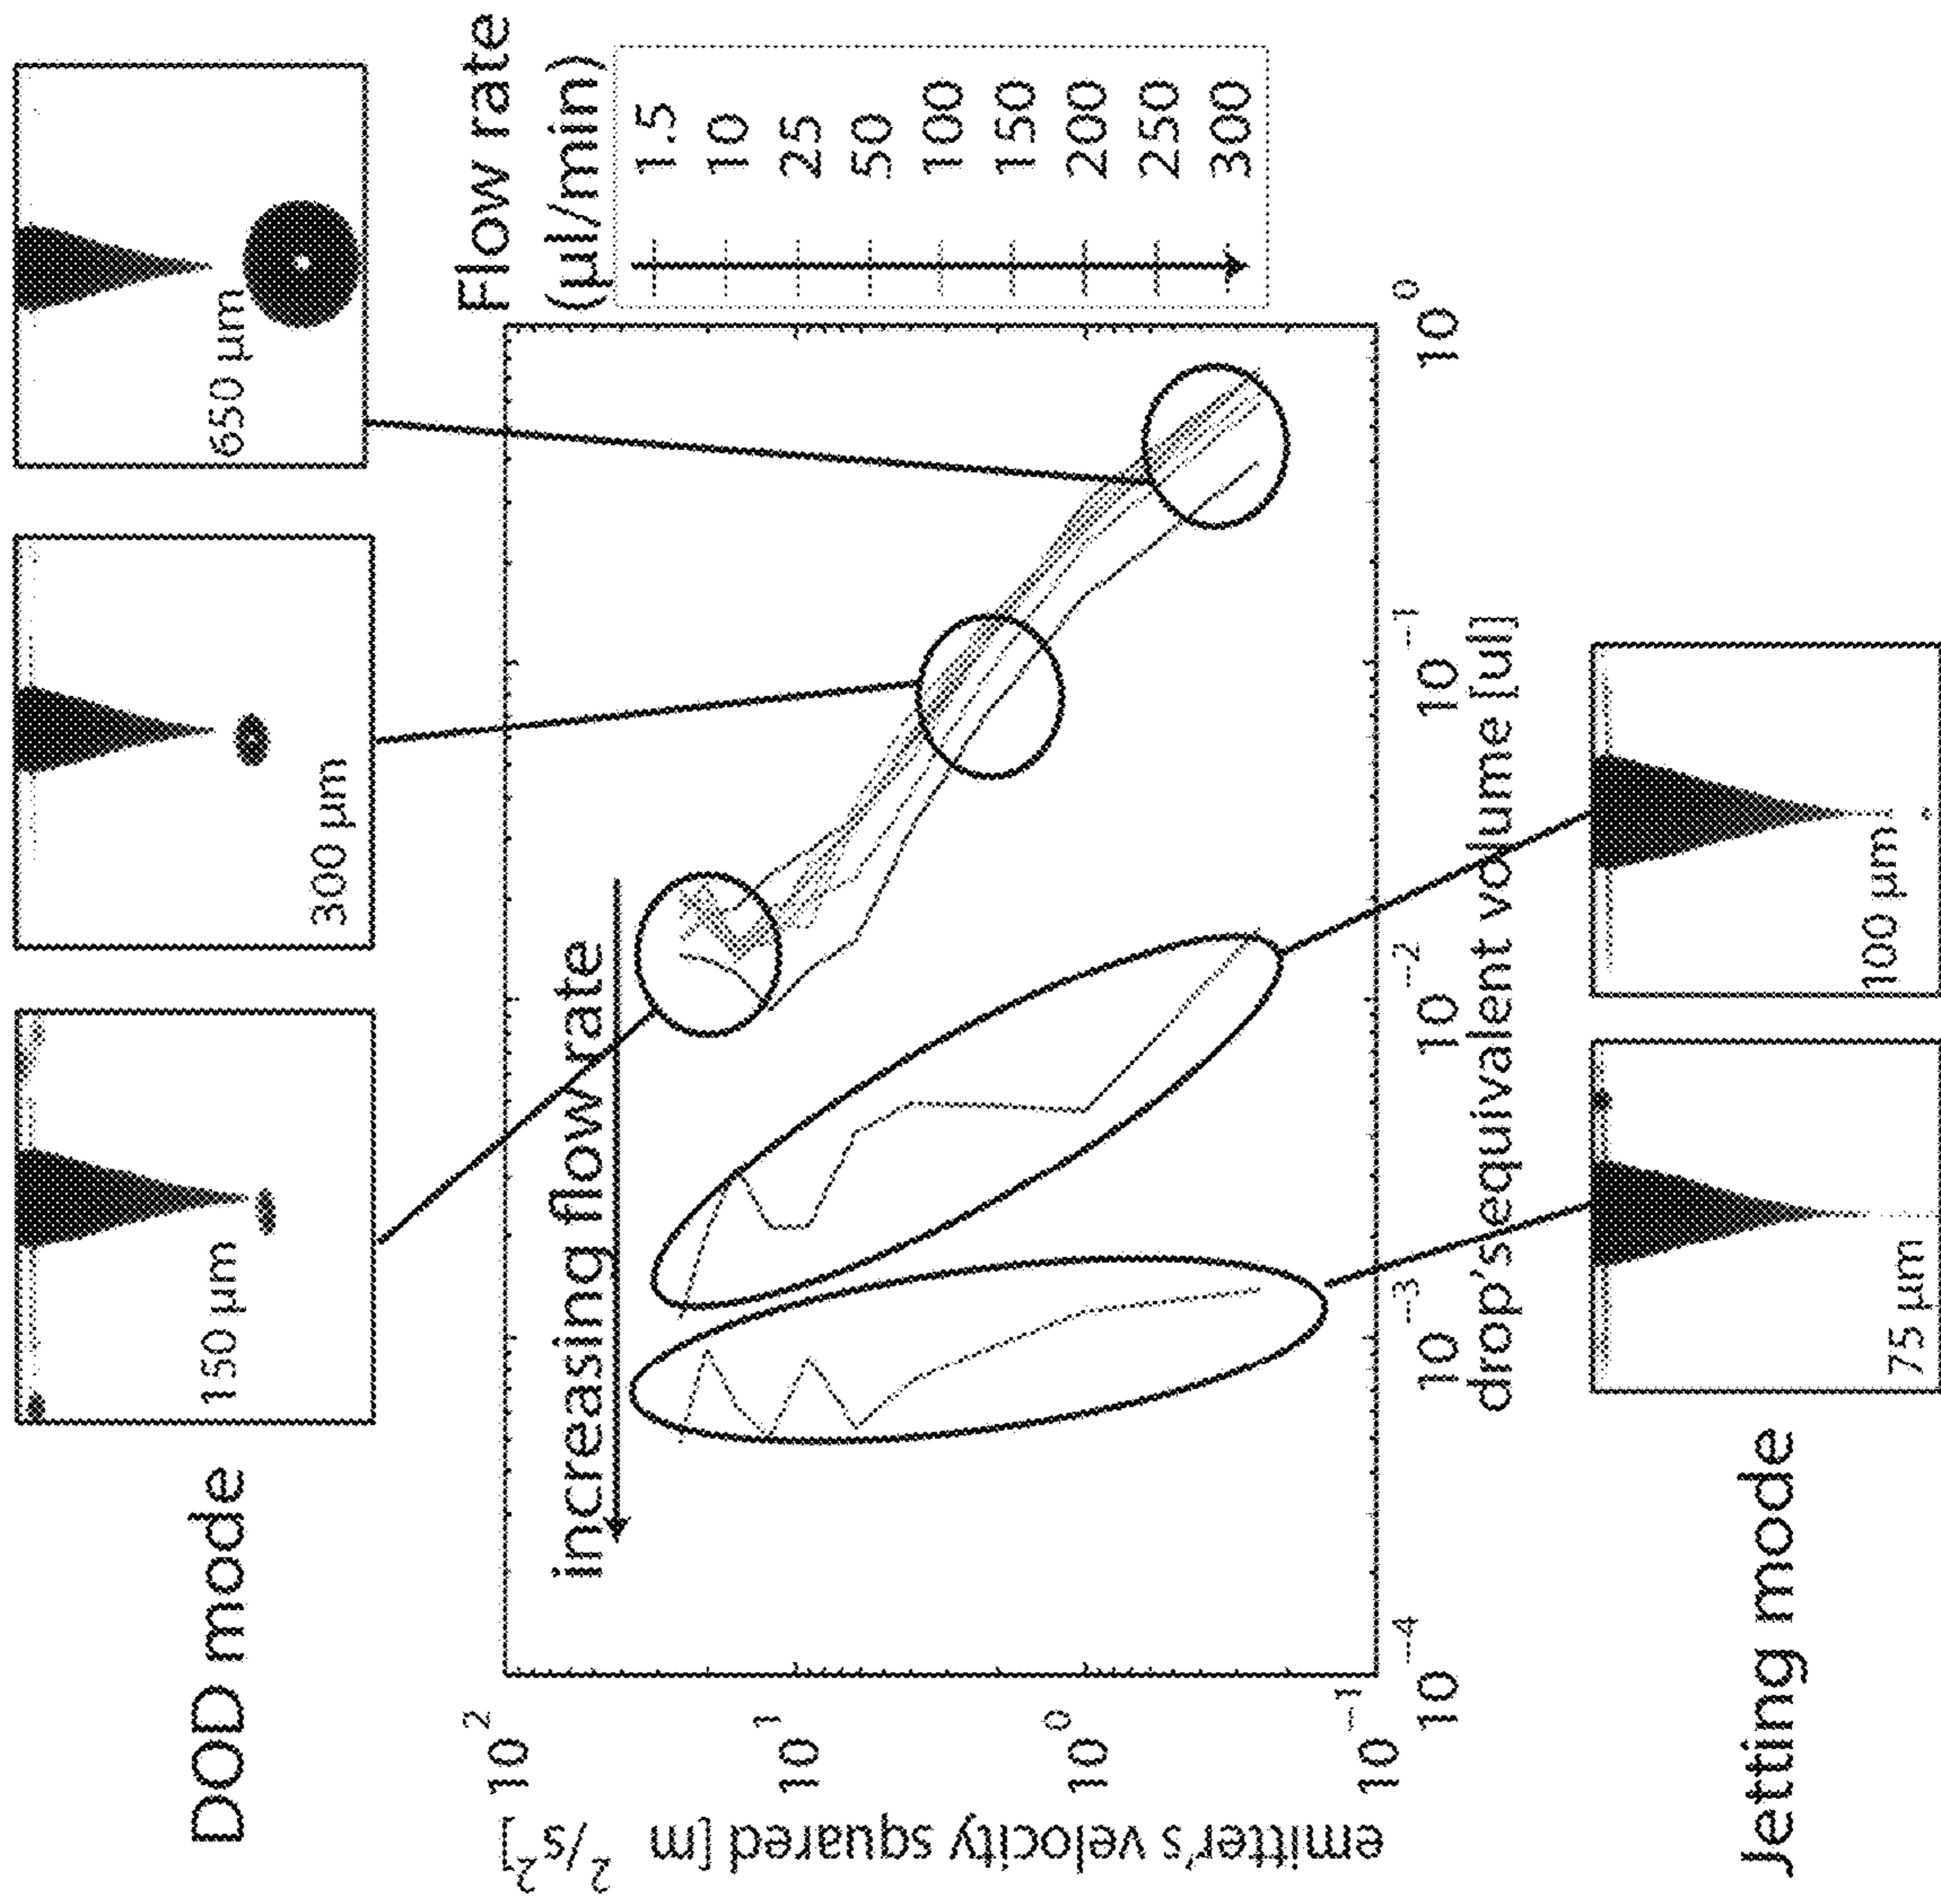 DOD mode
150 µm
300 µm
650 µm
Flow rate
(µl/min)
1.5
10
25
50
100
150
200
250
300
increasing flow rate
emitter's velocity squared [m²/s²]
10²
10¹
10⁰
10⁻¹
10⁻⁴
10⁻³
10⁻²
10⁻¹
10⁰
drop's equivalent volume [ul]
Jetting mode
75 µm
100 µm